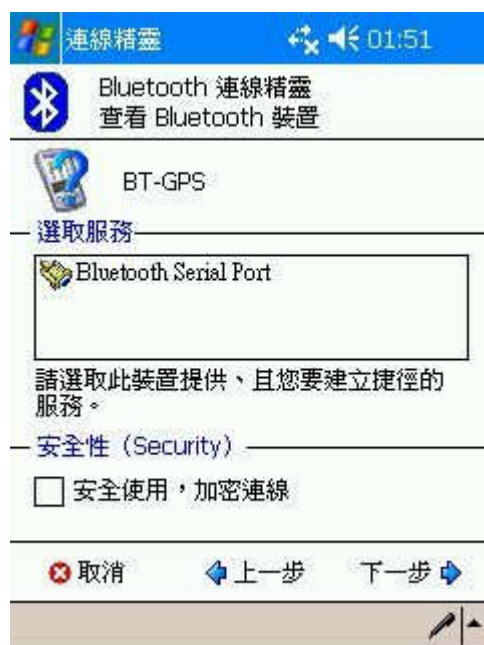 連線精靈 01:51
Bluetooth 連線精靈
查看 Bluetooth 裝置
BT-GPS
選取服務
Bluetooth Serial Port
請選取此裝置提供、且您要建立捷徑的
服務。
安全性（Security）
安全使用，加密連線
取消 上一步 下一步